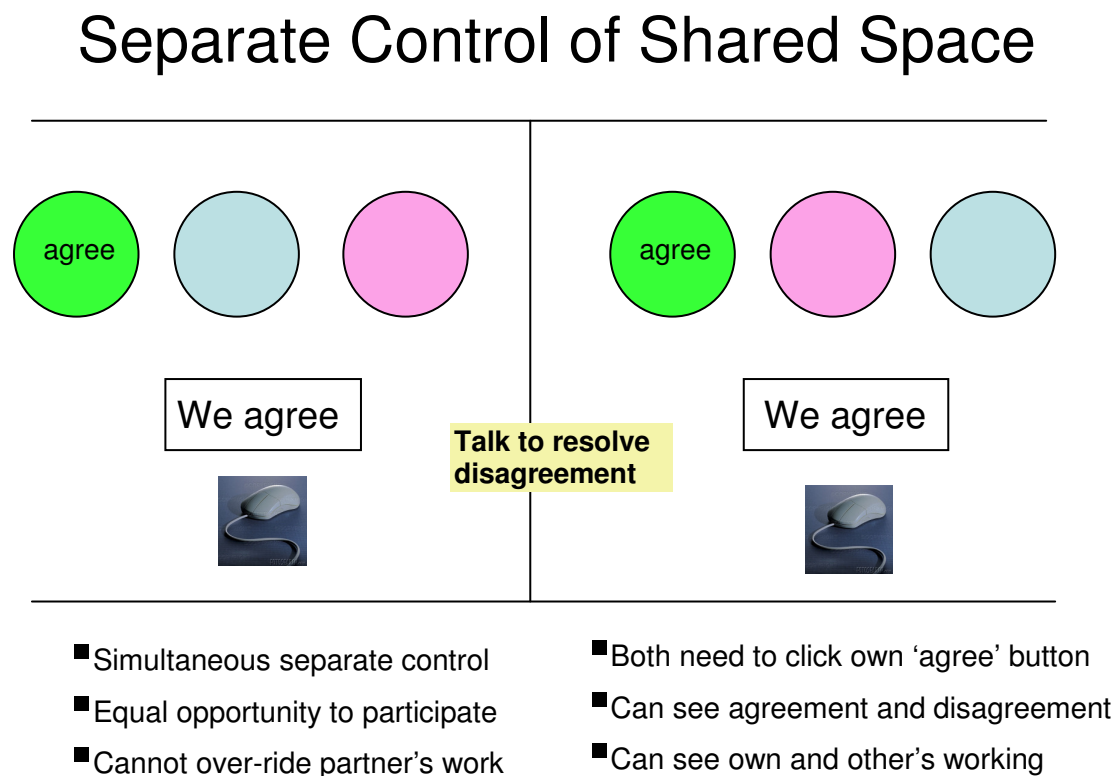 Separate Control of Shared Space
agree
agree
We agree
We agree
Talk to resolve
disagreement
■Simultaneous separate control
■Equal opportunity to participate
■Cannot over-ride partner's work
■Both need to click own 'agree' button
■Can see agreement and disagreement
■Can see own and other's working